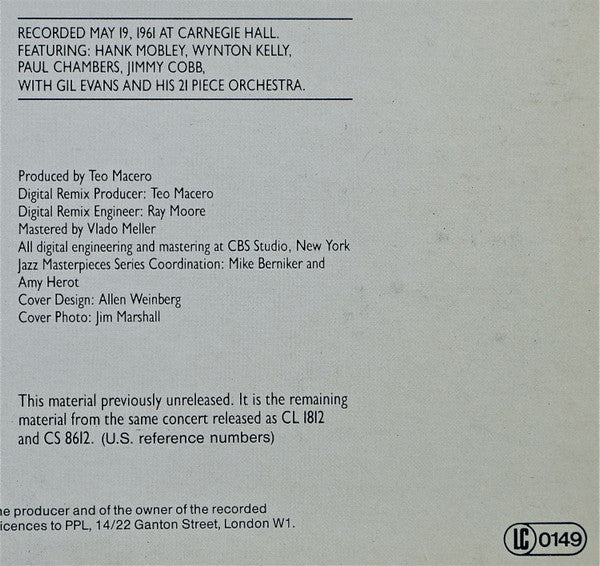 RECORDED MAY 19, 1961 AT CARNEGIE HALL.
FEATURING: HANK MOBLEY, WYNTON KELLY,
PAUL CHAMBERS, JIMMY COBB,
WITH GIL EVANS AND HIS 21 PIECE ORCHESTRA.
Produced by Teo Macero
Digital Remix Producer: Teo Macero
Digital Remix Engineer: Ray Moore
Mastered by Vlado Meller
All digital engineering and mastering at CBS Studio, New York
Jazz Masterpieces Series Coordination: Mike Berniker and
Amy Herot
Cover Design: Allen Weinberg
Cover Photo: Jim Marshall
This material previously unreleased. It is the remaining
material from the same concert released as CL 1812
and CS 8612. (U.S. reference numbers)
e producer and of the owner of the recorded
icences to PPL, 14/22 Ganton Street, London W1.
LC 0149